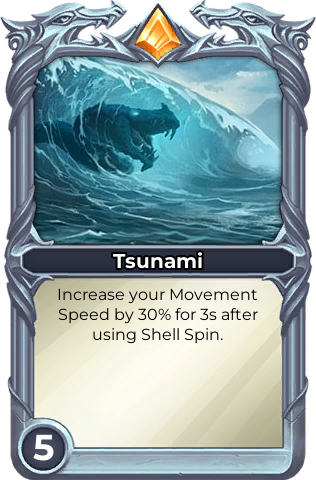 Tsunami
Increase your Movement
Speed by 30% for 3s after
using Shell Spin.
5